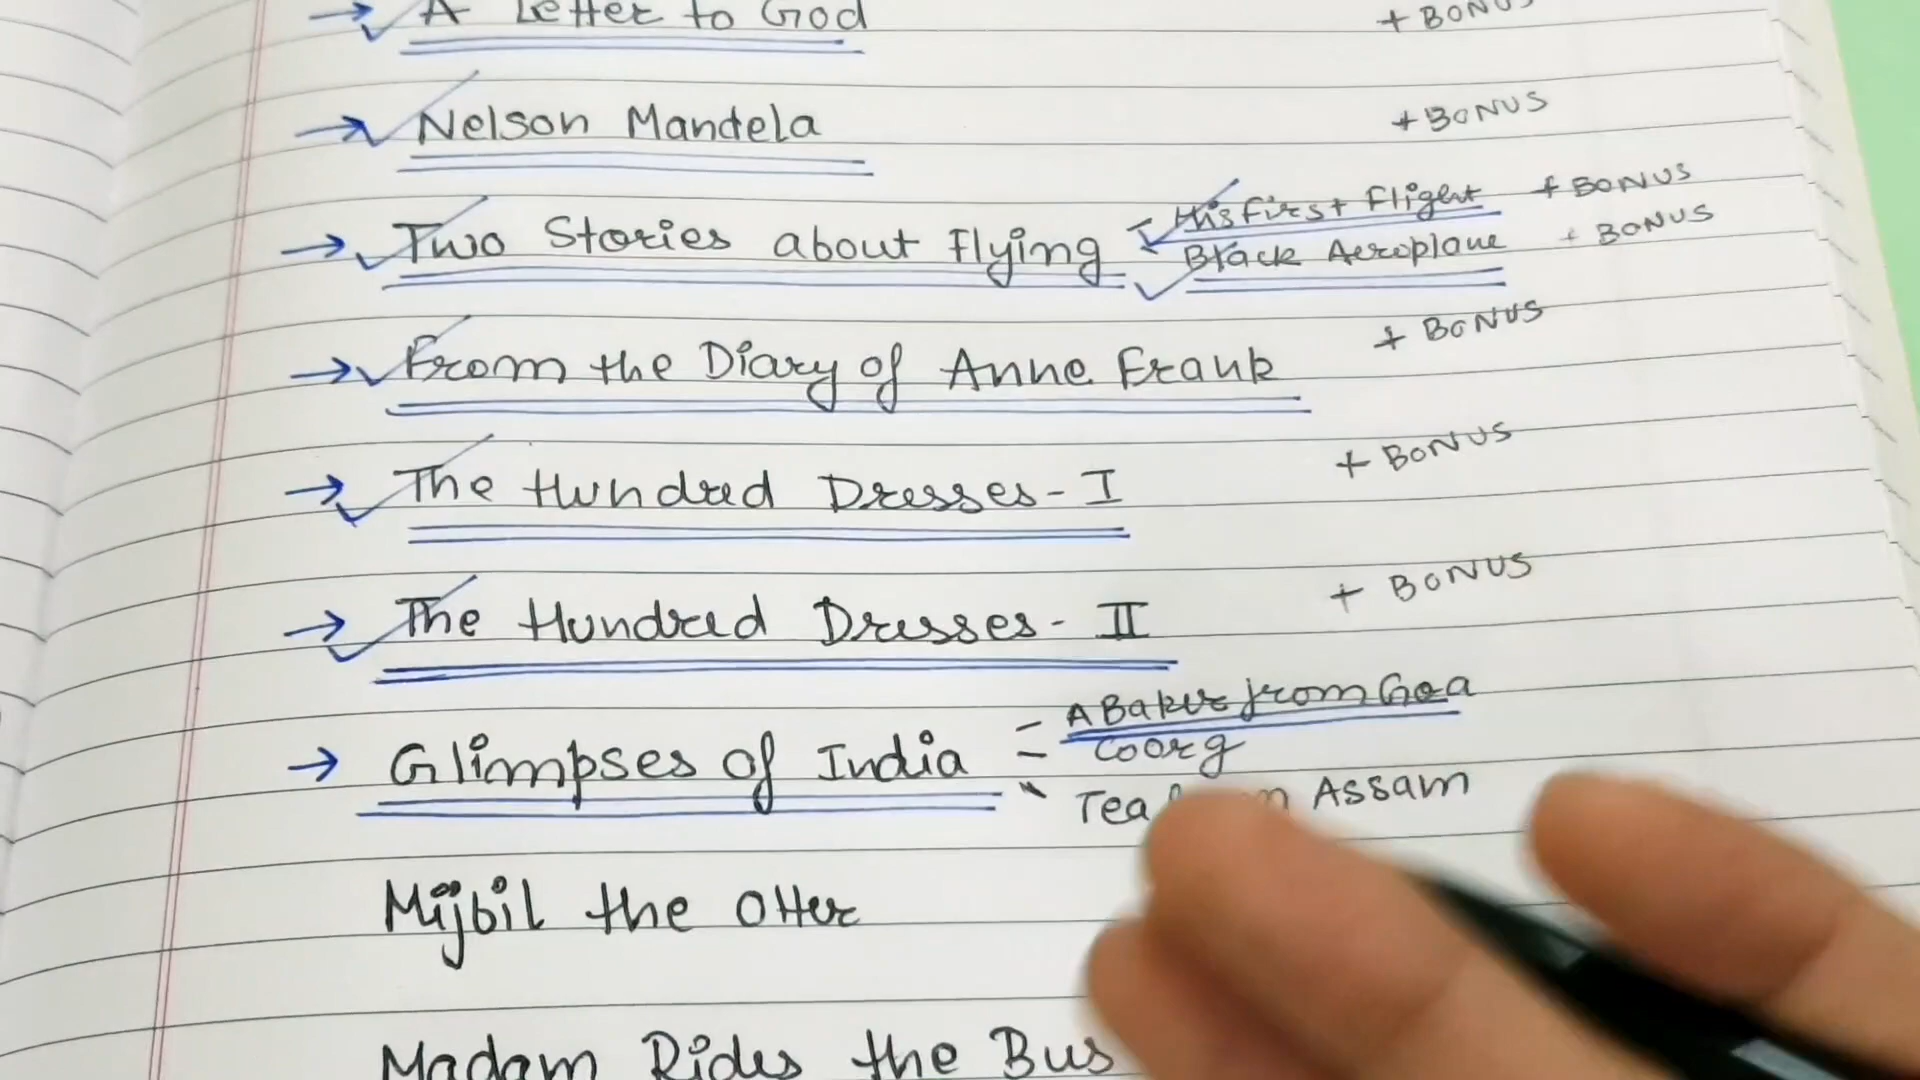 → A Letter to God + BONUS
→ Nelson Mandela + BONUS
→ Two Stories about Flying
His First Flight + BONUS
Black Aeroplane + BONUS
→ From the Diary of Anne Frank + BONUS
→ The Hundred Dresses - I + BONUS
→ The Hundred Dresses - II + BONUS
→ Glimpses of India
A Baker from Goa
Coorg
Tea Assam
Mijbil the Otter
Madam Rides the Bus